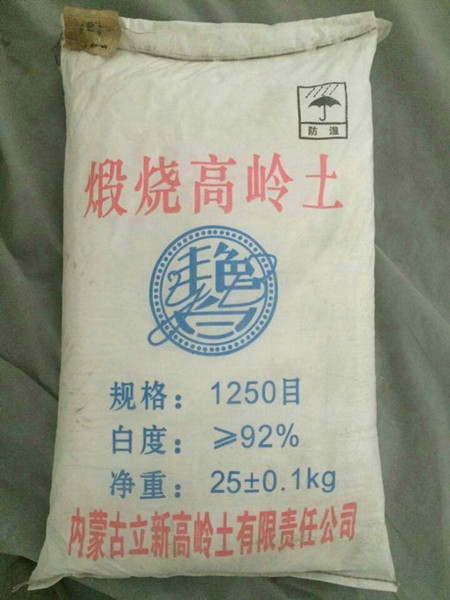 防 潮
煅烧高岭土
规格：1250目
白度：≥92%
净重：25±0.1kg
内蒙古立新高岭土有限责任公司